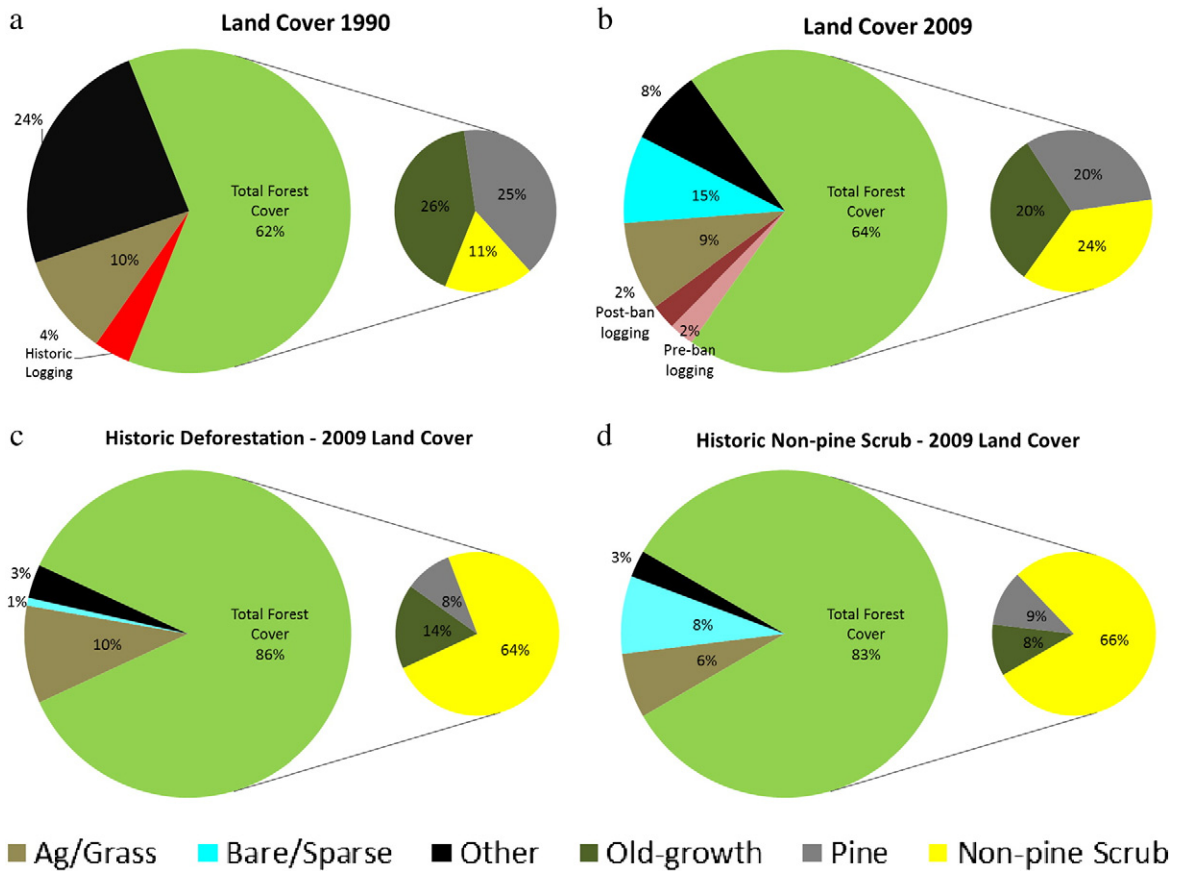 a
Land Cover 1990
24%
Total Forest
Cover
62%
10%
4%
Historic
Logging
26%
25%
11%
b
Land Cover 2009
8%
15%
9%
2%
Post-ban
logging
2%
Pre-ban
logging
Total Forest
Cover
64%
20%
20%
24%
c
Historic Deforestation - 2009 Land Cover
3%
1%
10%
Total Forest
Cover
86%
8%
14%
64%
d
Historic Non-pine Scrub - 2009 Land Cover
3%
8%
6%
Total Forest
Cover
83%
9%
8%
66%
Ag/Grass Bare/Sparse Other Old-growth Pine Non-pine Scrub